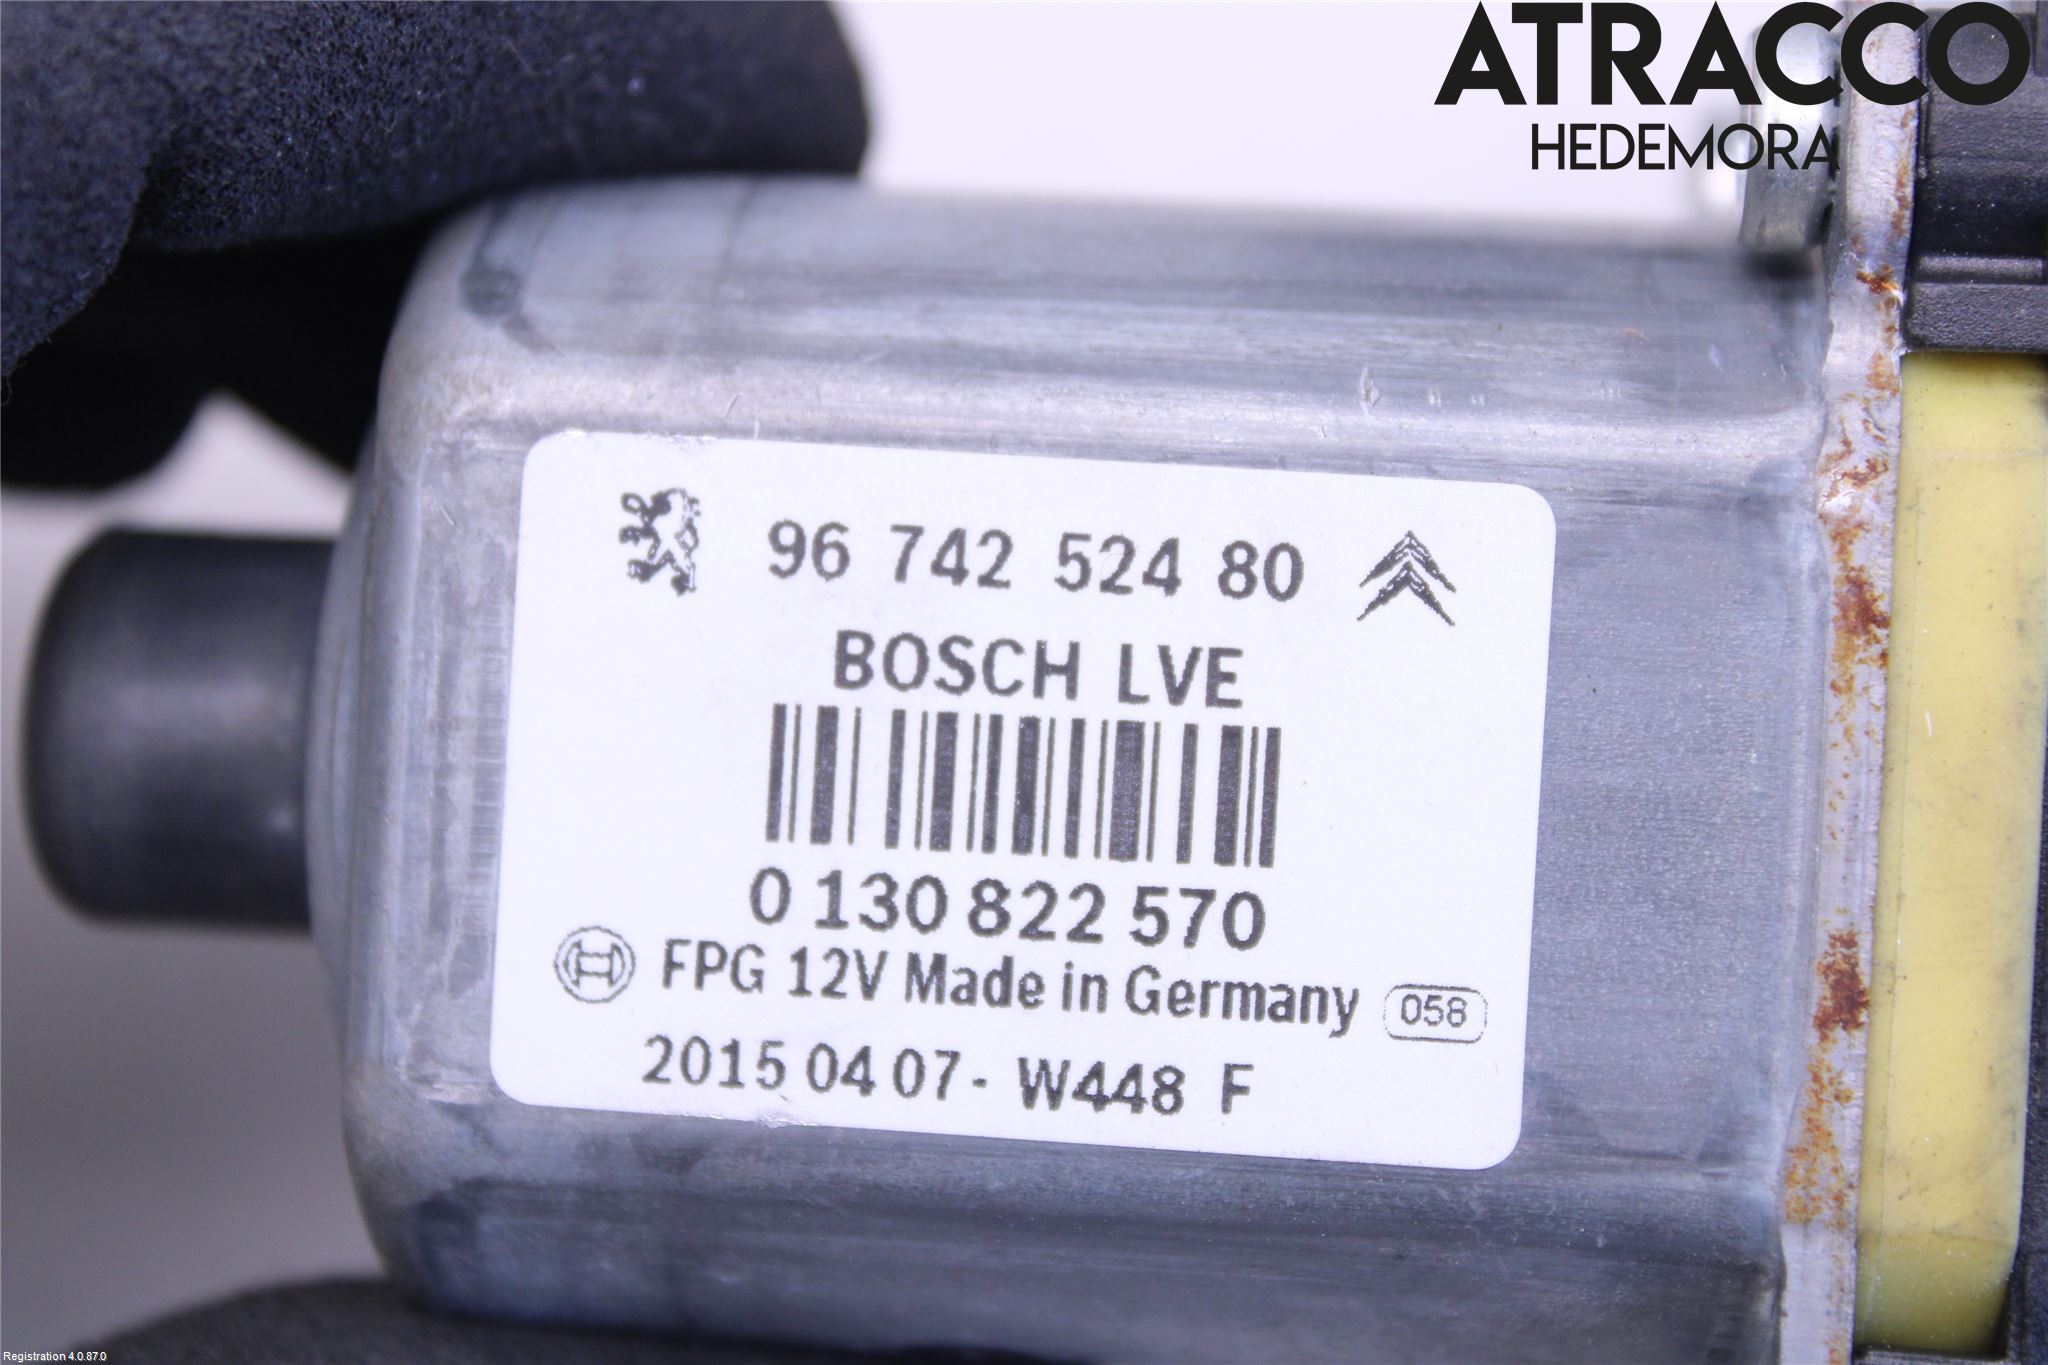 ATRACCO
HEDEMORA
96 742 524 80
BOSCH LVE
0 130 822 570
FPG 12V Made in Germany 058
2015 04 07- W448 F
Registration 4.0.87.0